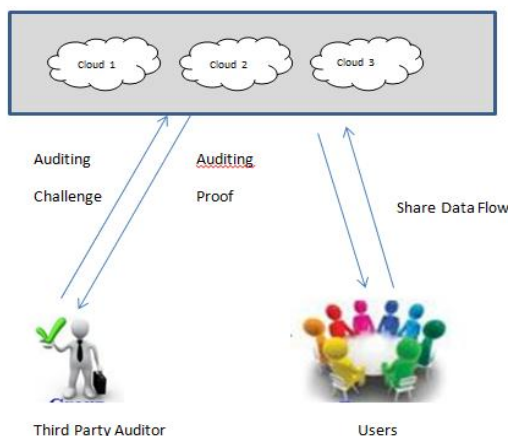 Cloud 1
Cloud 2
Cloud 3
Auditing
Challenge
Auditing
Proof
Share Data Flow
Third Party Auditor
Users